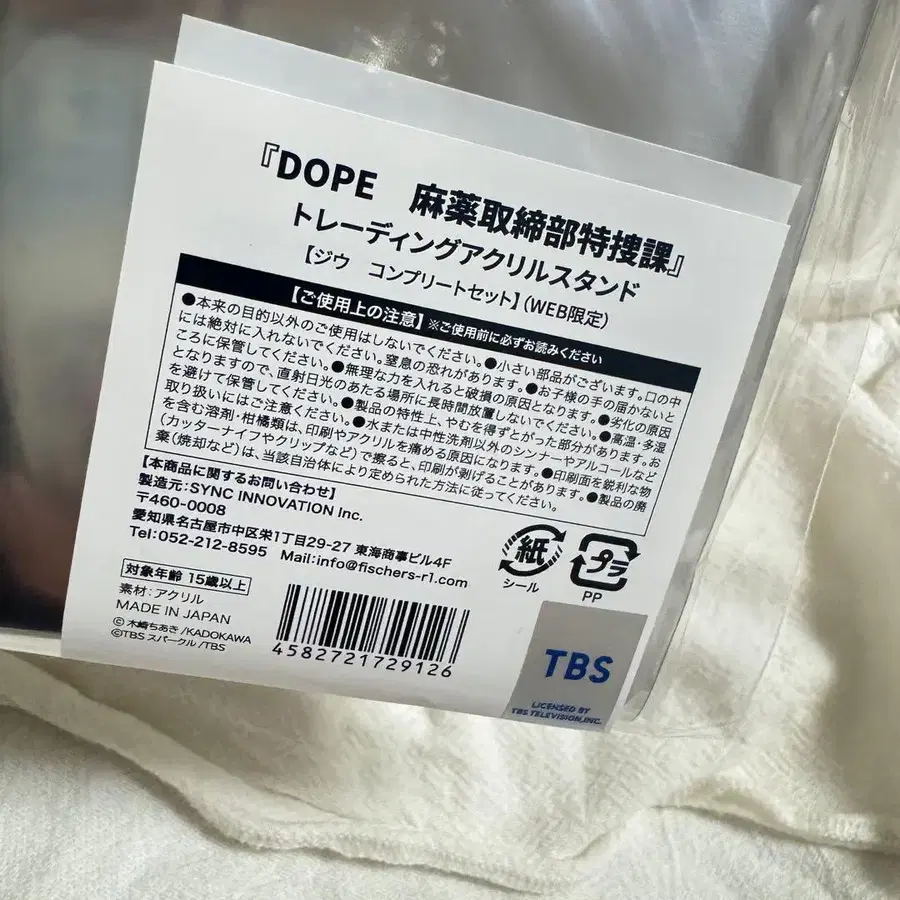 『DOPE 麻薬取締部特捜課』
トレーディングアクリルスタンド
【ジウ コンプリートセット】(WEB限定)
【ご使用上の注意】※ご使用前に必ずお読みください
●本来の目的以外のご使用はしないでください。●小さい部品がございます。口の中
には絶対に入れないでください。窒息の恐れがあります。●お子様の手の届かないと
ころに保管してください。●無理な力を入れると破損の原因となります。●劣化の原因
となりますので、直射日光のあたる場所に長時間放置しないでください。●高温・多湿
を避けて保管してください。●製品の特性上、やむを得ずとがった部分があります。お
取り扱いにはご注意ください。●水または中性洗剤以外のシンナーやアルコールなど
を含む溶剤・柑橘類は、印刷やアクリルを痛める原因になります。●印刷面を鋭利な物
(カッターナイフやクリップなど)で擦ると、印刷が剥げることがあります。●製品の廃
棄(焼却など)は、当該自治体により定められた方法に従ってください。
【本商品に関するお問い合わせ】
製造元:SYNC INNOVATION Inc.
〒460-0008
愛知県名古屋市中区栄1丁目29-27 東海商事ビル4F
Tel:052-212-8595 Mail:info@fischers-r1.com
対象年齢 15歳以上
素材:アクリル
MADE IN JAPAN
© 木崎ちあき/KADOKAWA
©TBS スパークル/TBS
4582721729126
紙
シール
プラ
PP
TBS
LICENSED BY
TBS TELEVISION,INC.